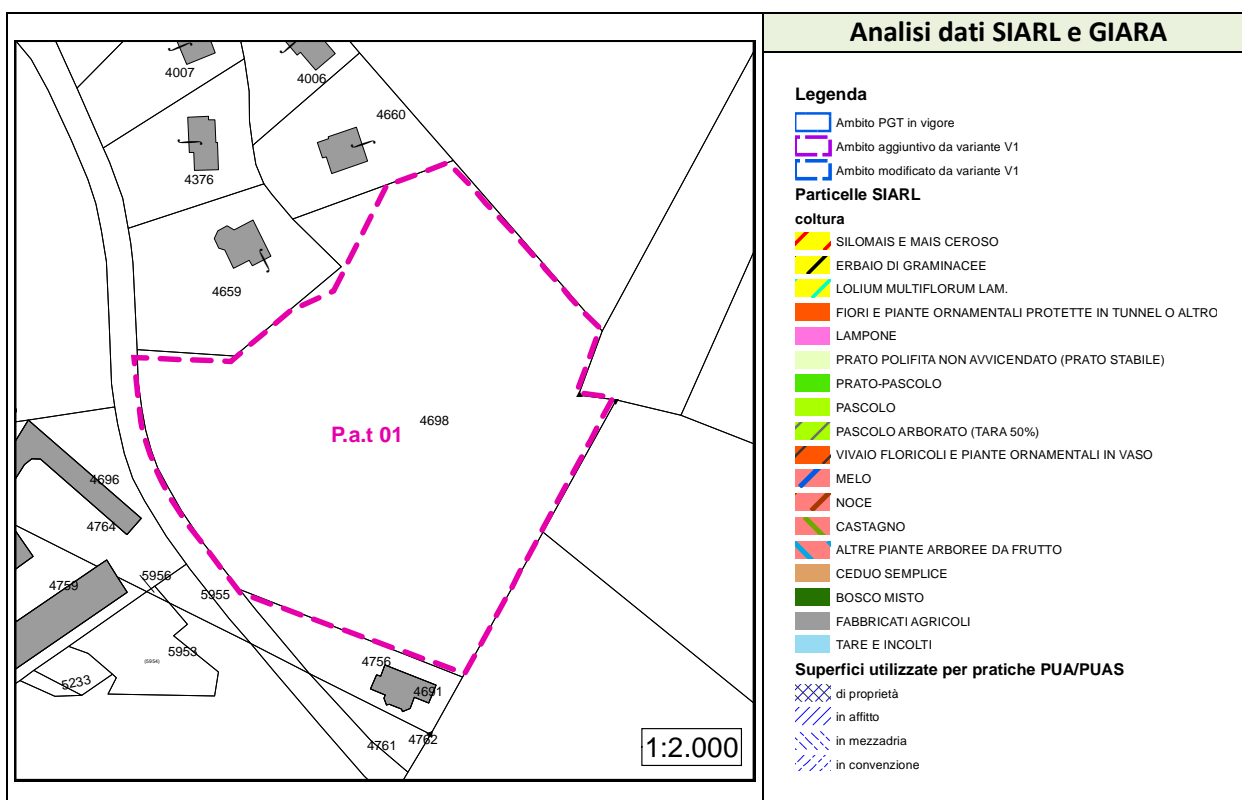 Analisi dati SIARL e GIARA
4007
4006
4660
4376
4659
4698
P.a.t 01
4696
4764
4759
5956
5955
5953
(5954)
5233
4756
4691
4761
4762
1:2.000
Legenda
Ambito PGT in vigore
Ambito aggiuntivo da variante V1
Ambito modificato da variante V1
Particelle SIARL
coltura
SILOMAIS E MAIS CEROSO
ERBAIO DI GRAMINACEE
LOLIUM MULTIFLORUM LAM.
FIORI E PIANTE ORNAMENTALI PROTETTE IN TUNNEL O ALTRO
LAMPONE
PRATO POLIFITA NON AVVICENDATO (PRATO STABILE)
PRATO-PASCOLO
PASCOLO
PASCOLO ARBORATO (TARA 50%)
VIVAIO FLORICOLI E PIANTE ORNAMENTALI IN VASO
MELO
NOCE
CASTAGNO
ALTRE PIANTE ARBOREE DA FRUTTO
CEDUO SEMPLICE
BOSCO MISTO
FABBRICATI AGRICOLI
TARE E INCOLTI
Superfici utilizzate per pratiche PUA/PUAS
di proprietà
in affitto
in mezzadria
in convenzione